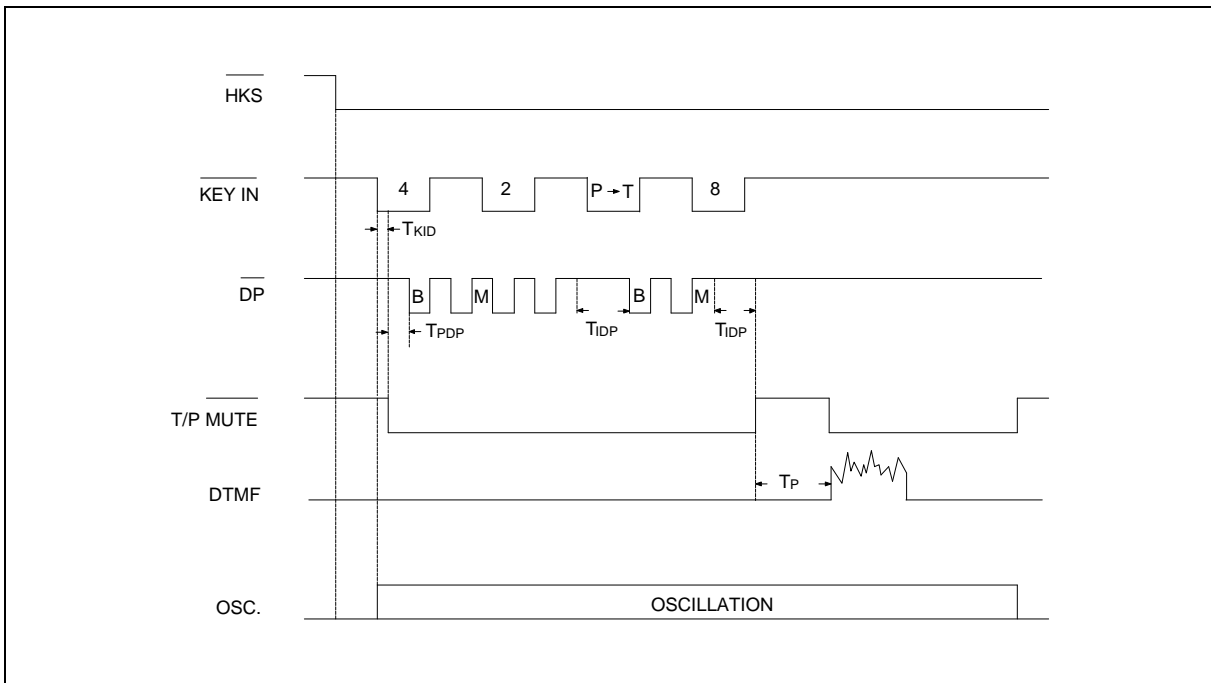 HKS
KEY IN 4 2 P → T 8
TKID
DP B M B M
TPDP TIDP TIDP
T/P MUTE
DTMF TP
OSC. OSCILLATION